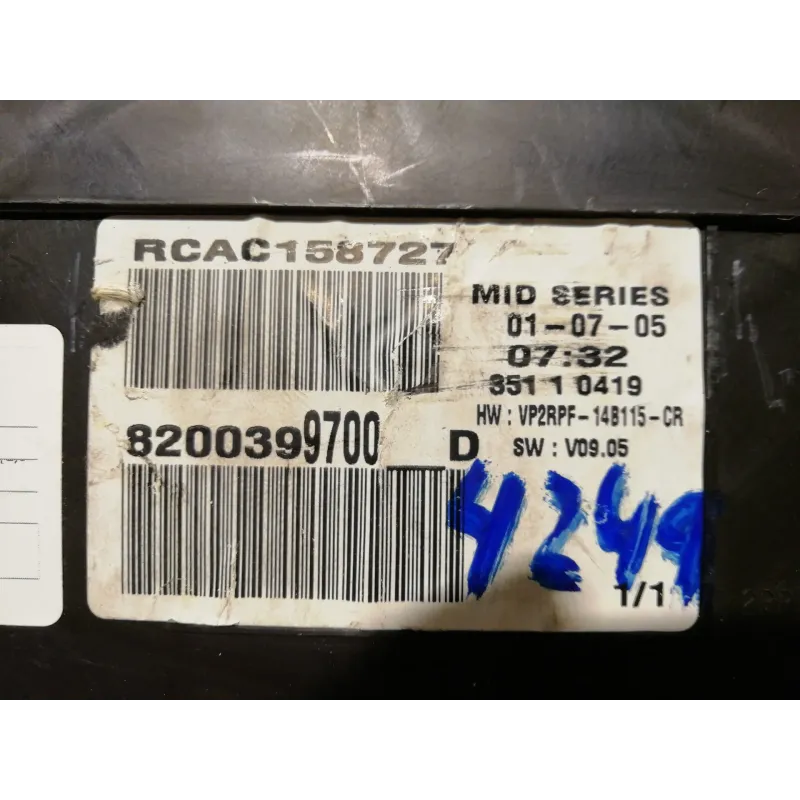 RCAC158727
MID SERIES
01-07-05
07:32
351 1 0419
HW : VP2RPF-14B115-CR
8200399700__D
SW : V09.05
4249
1/1